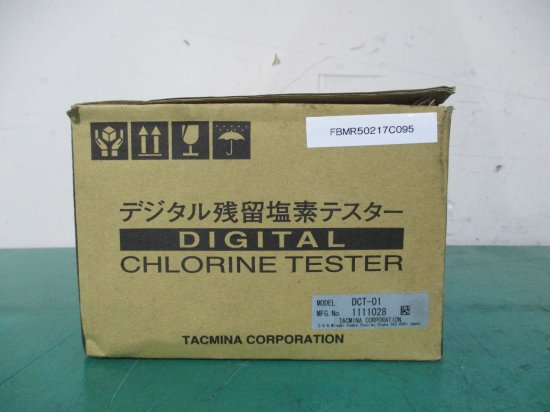 FBMR50217C095
デジタル残留塩素テスター
DIGITAL
CHLORINE TESTER
MODEL DCT-01
MFG.No. 1111028
TACMINA CORPORATION
TACMINA CORPORATION